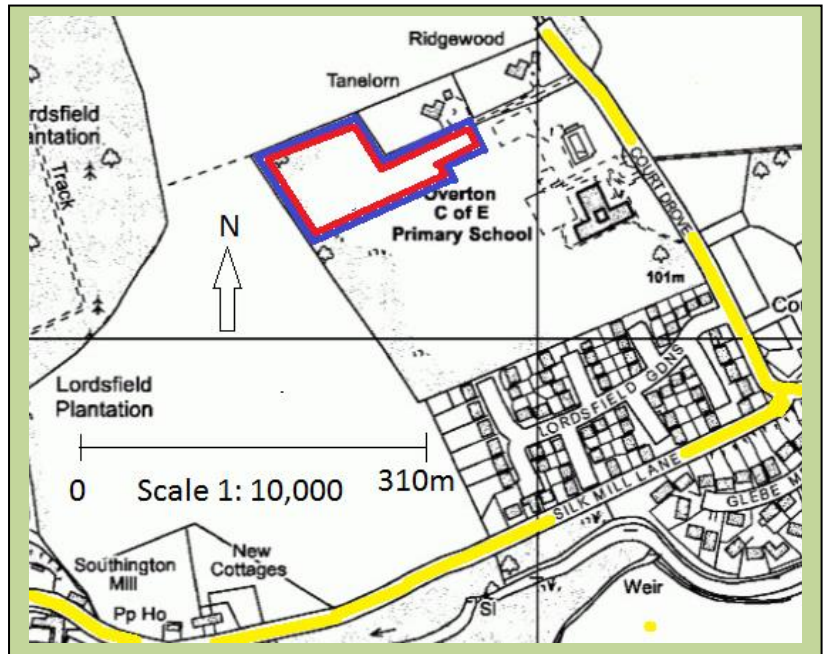 Ridgewood
Tanelorn
rdsfield
antation
Track
COURT DROVE
Overton
C of E
Primary School
N
101m
Cou
Lordsfield
Plantation
LORDSFIELD GDNS
0 Scale 1: 10,000 310m
SILK MILL LANE
GLEBE M
Southington
Mill
New
Cottages
Pp Ho
Sl
Weir